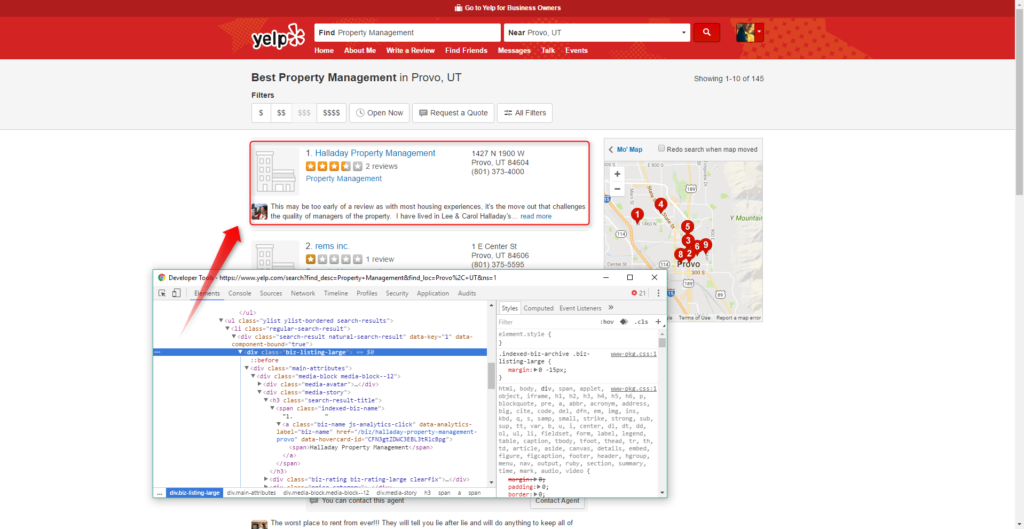 Go to Yelp for Business Owners
yelp
Find Property Management
Near Provo, UT
Home About Me Write a Review Find Friends Messages Talk Events
Best Property Management in Provo, UT
Showing 1-10 of 145
Filters
$ $$ $$$ $$$$ Open Now Request a Quote All Filters
1. Halladay Property Management
2 reviews
Property Management
1427 N 1900 W
Provo, UT 84604
(801) 373-4000
This may be too early of a review as with most housing experiences, it's the move out that challenges
the quality of managers of the property. I have lived in Lee & Carol Halladay's... read more
Mo' Map
Redo search when map moved
+
−
1
4
5
3
8 2 6 9
Provo
Y Mountain
Terms of Use Report a map error
2. rems inc.
1 review
1 E Center St
Provo, UT 84606
(801) 375-5595
Developer Tools - https://www.yelp.com/search?find_desc=Property+Management&find_loc=Provo%2C+UT&ns=1
Elements Console Sources Network Timeline Profiles Security Application Audits
21
</ul>
<ul class="ylist ylist-bordered search-results">
<li class="regular-search-result">
<div class="search-result natural-search-result" data-key="1" data-
component-bound="true">
<div class="biz-listing-large"> == $0
::before
<div class="main-attributes">
<div class="media-block media-block--12">
<div class="media-avatar">…</div>
<div class="media-story">
<h3 class="search-result-title">
<span class="indexed-biz-name">
"1. "
<a class="biz-name js-analytics-click" data-analytics-
label="biz-name" href="/biz/halladay-property-management-
provo" data-hovercard-id="CFN3gtZDWC3EBL3tRlcBpg">
<span>Halladay Property Management</span>
</a>
</span>
</h3>
<div class="biz-rating biz-rating-large clearfix">…</div>
div.biz-listing-large div.main-attributes div.media-block.media-block--12 div.media-story h3 span a span
Styles Computed Event Listeners »
Filter :hov .cls +
element.style {
}
.indexed-biz-archive .biz- www-pkg.css:1
listing-large {
margin: 0 -15px;
}
html, body, div, span, applet, www-pkg.css:1
object, iframe, h1, h2, h3, h4, h5, h6, p,
blockquote, pre, a, abbr, acronym, address,
big, cite, code, del, dfn, em, img, ins,
kbd, q, s, samp, small, strike, strong, sub,
sup, tt, var, b, u, i, center, dl, dt, dd,
ol, ul, li, fieldset, form, label, legend,
table, caption, tbody, tfoot, thead, tr, th,
td, article, aside, canvas, details, embed,
figure, figcaption, footer, header, hgroup,
menu, nav, output, ruby, section, summary,
time, mark, audio, video {
margin: 0;
padding: 0;
border: 0;
You can contact this agent
Contact Agent
The worst place to rent from ever!!! They will tell you lie after lie and will do anything to keep all of